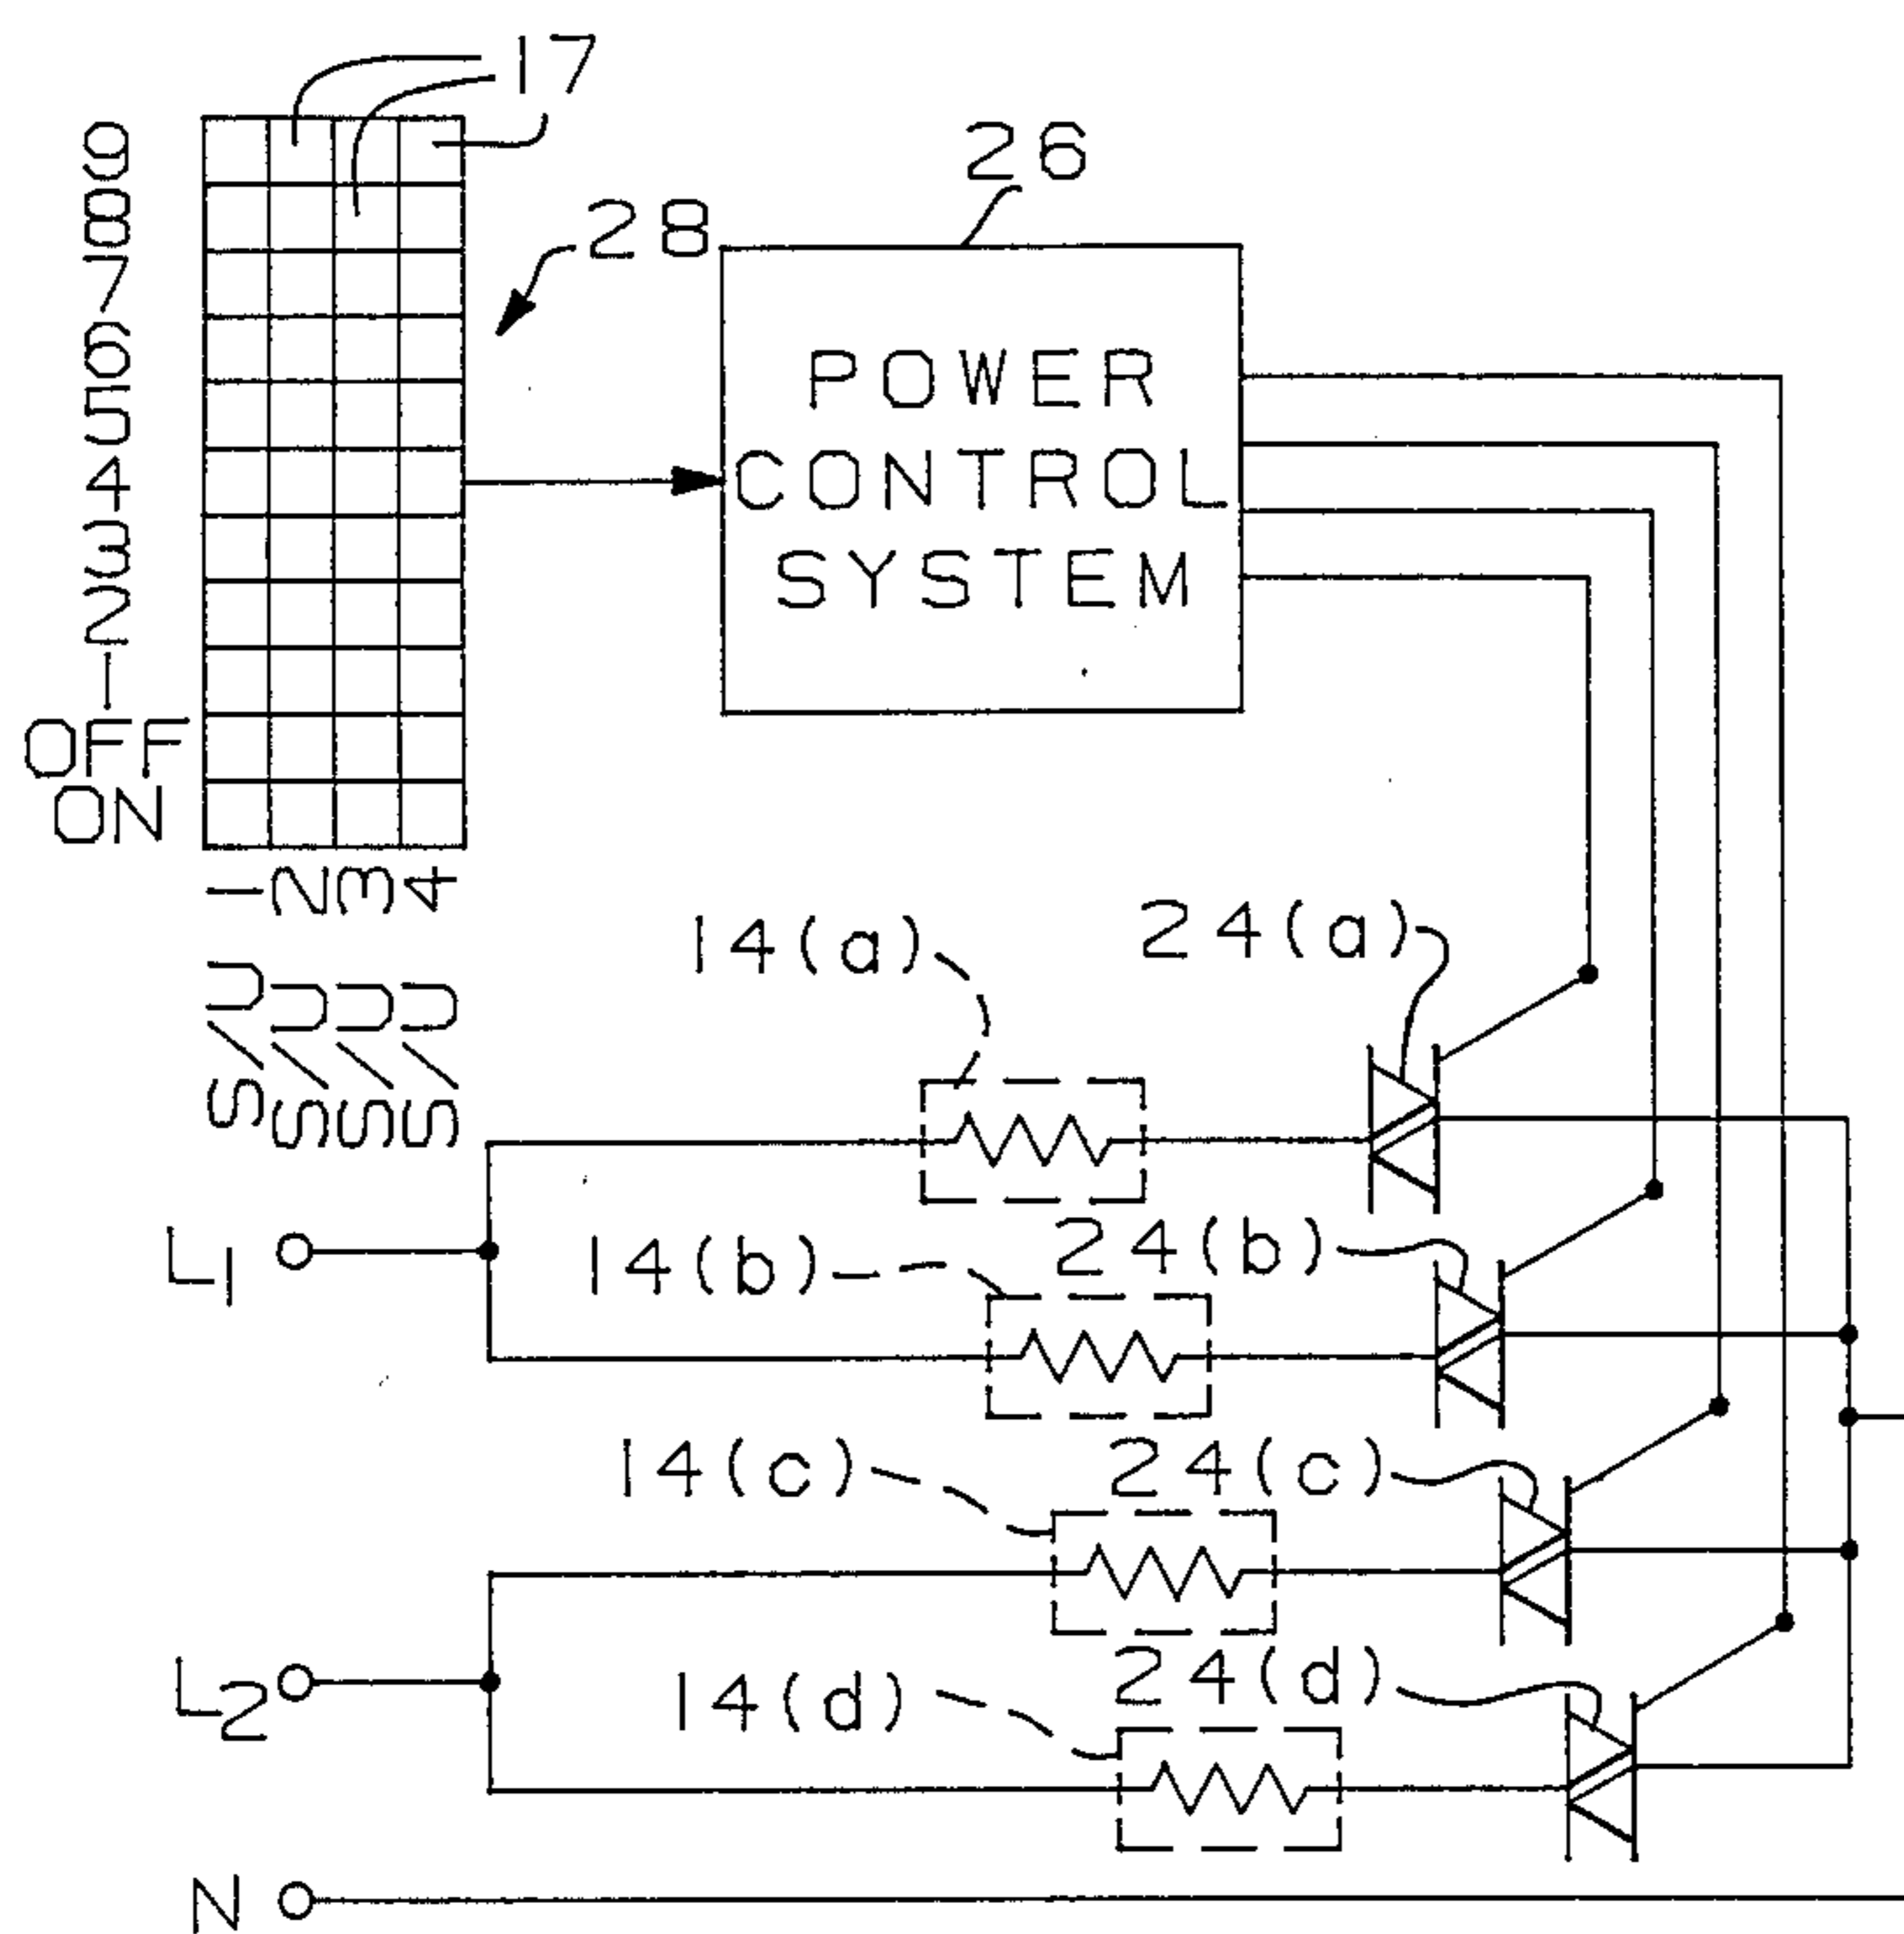 17
9
8
7
6
5
4
3
2
1
OFF
ON
28
26
POWER
CONTROL
SYSTEM
S/U 1
S/U 2
S/U 3
S/U 4
14(a)
24(a)
L1
14(b)
24(b)
14(c)
24(c)
L2
14(d)
24(d)
N